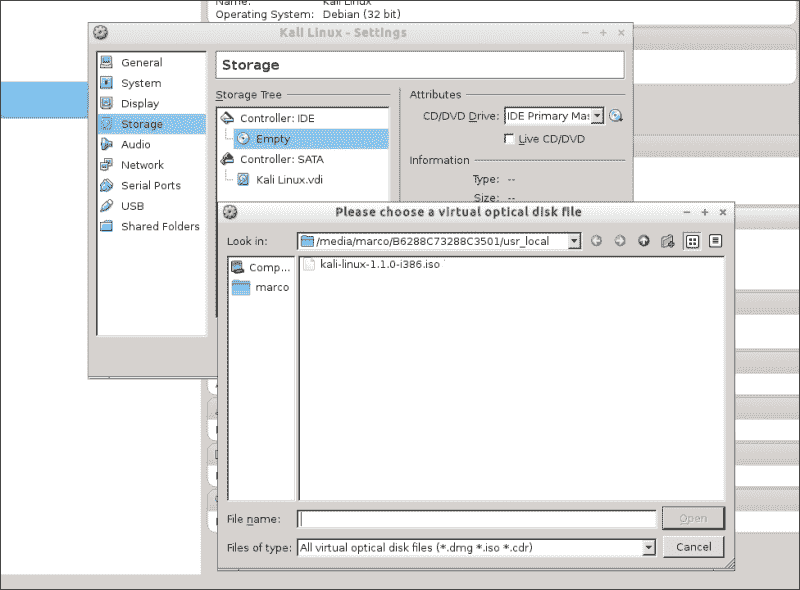 Name: Kali Linux
Operating System: Debian (32 bit)
Kali Linux - Settings
General
System
Display
Storage
Audio
Network
Serial Ports
USB
Shared Folders
Storage
Storage Tree
Controller: IDE
Empty
Controller: SATA
Kali Linux.vdi
Attributes
CD/DVD Drive: IDE Primary Mas
Live CD/DVD
Information
Type: --
Size: --
Please choose a virtual optical disk file
Look in: /media/marco/B6288C73288C3501/usr_local
Comp...
marco
kali-linux-1.1.0-i386.iso
File name:
Open
Files of type: All virtual optical disk files (*.dmg *.iso *.cdr)
Cancel